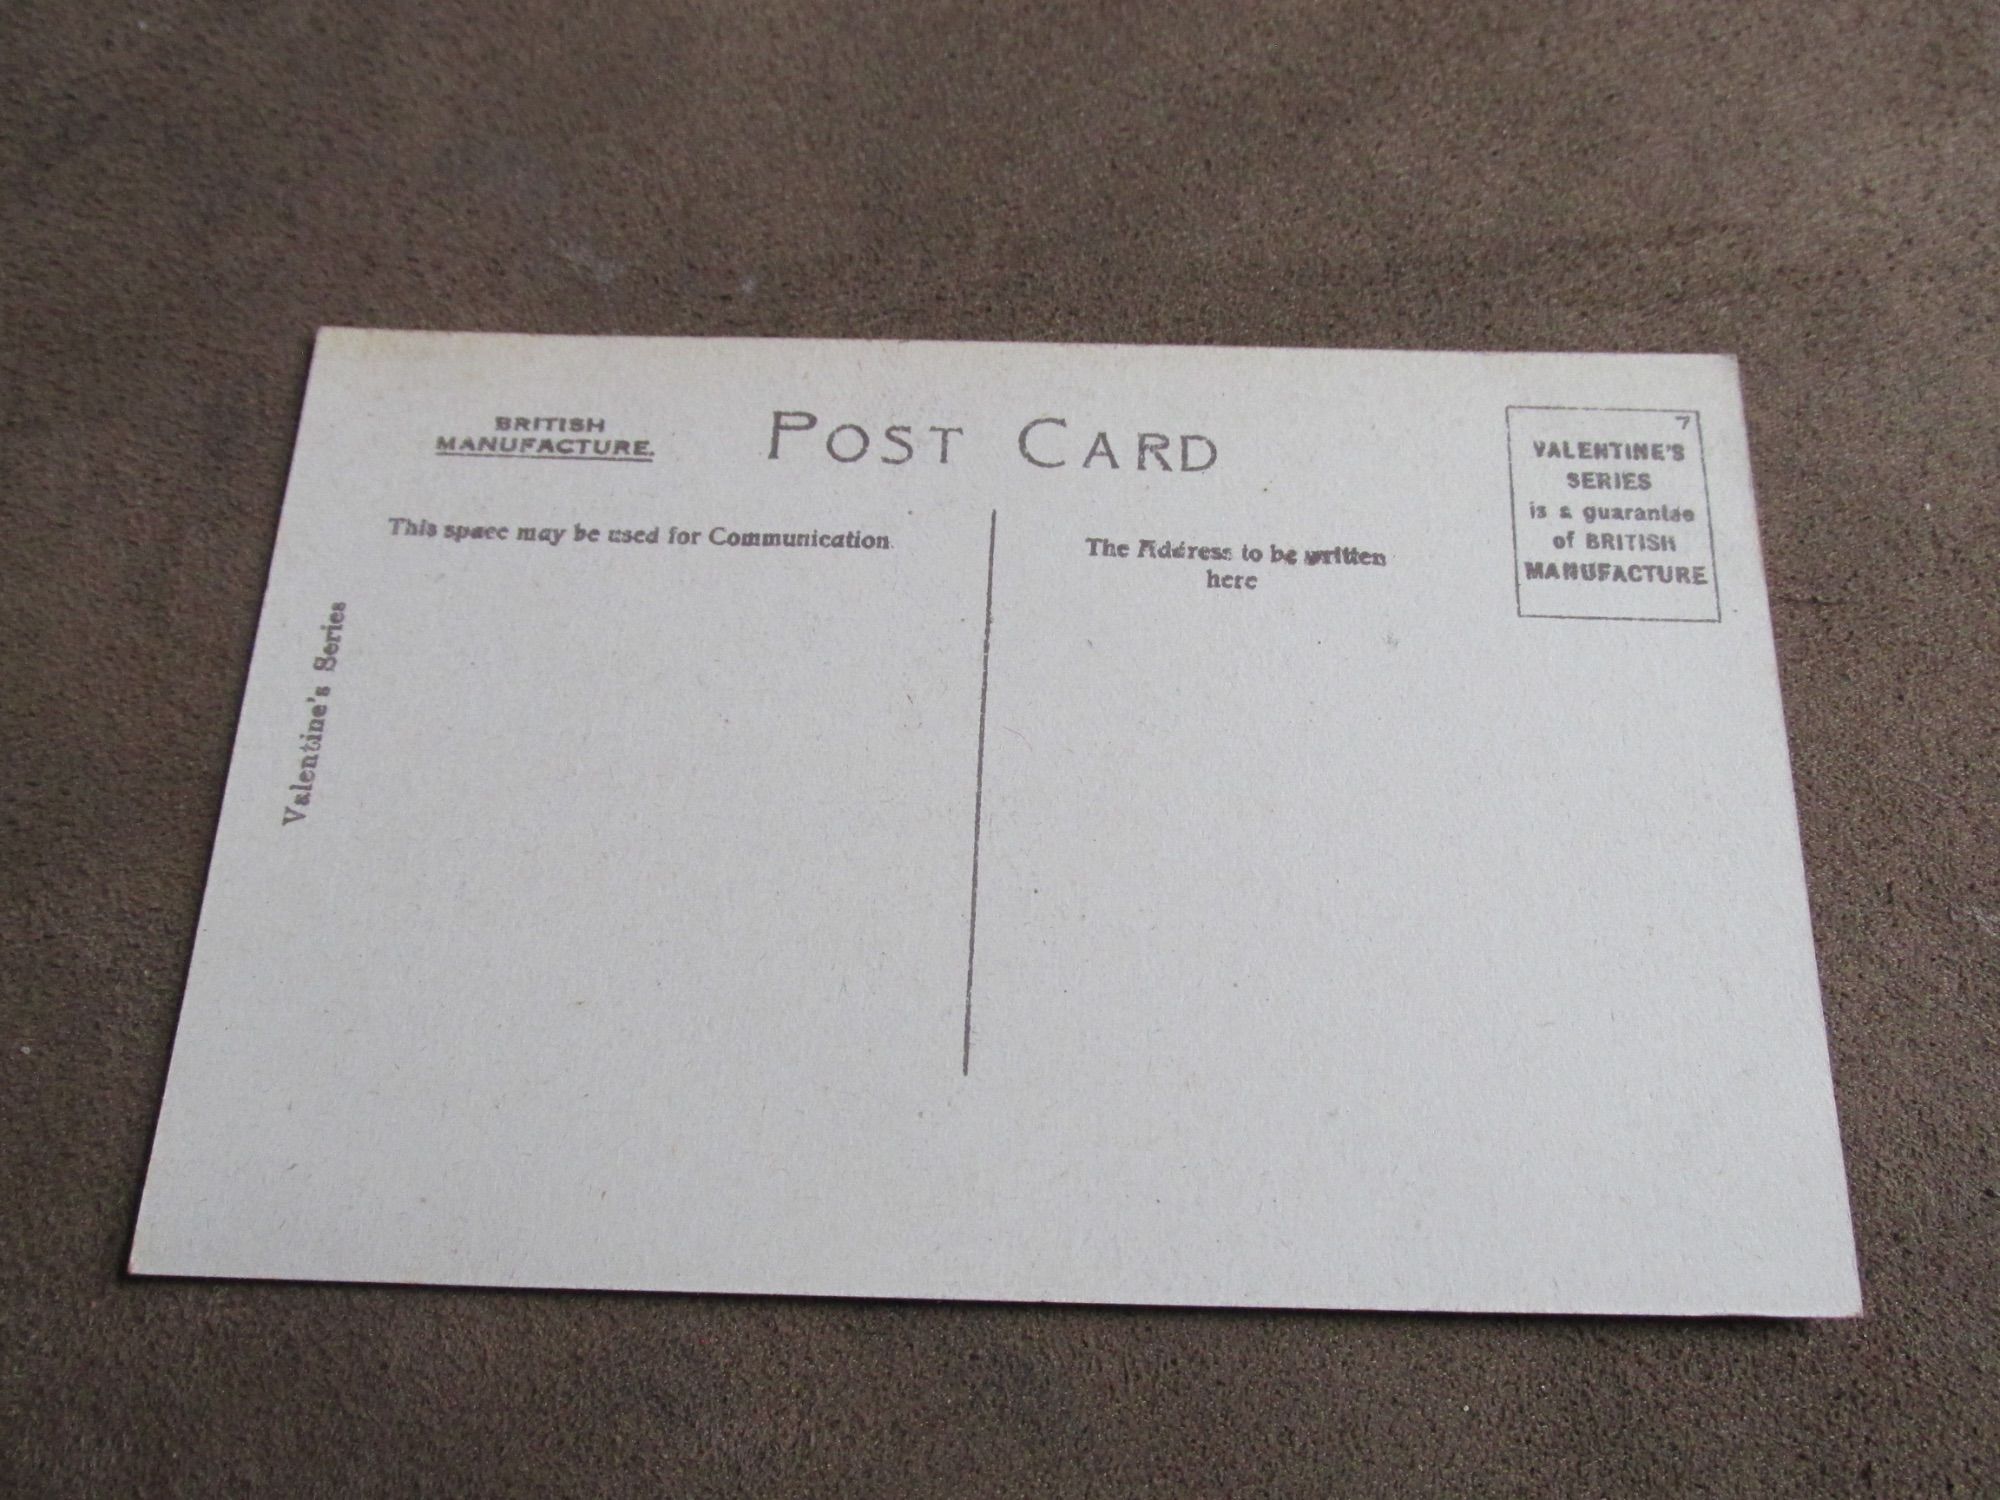 BRITISH
MANUFACTURE.
POST CARD
7
VALENTINE'S
SERIES
is a guarantee
of BRITISH
MANUFACTURE
This space may be used for Communication.
The Address to be written
here
Valentine's Series